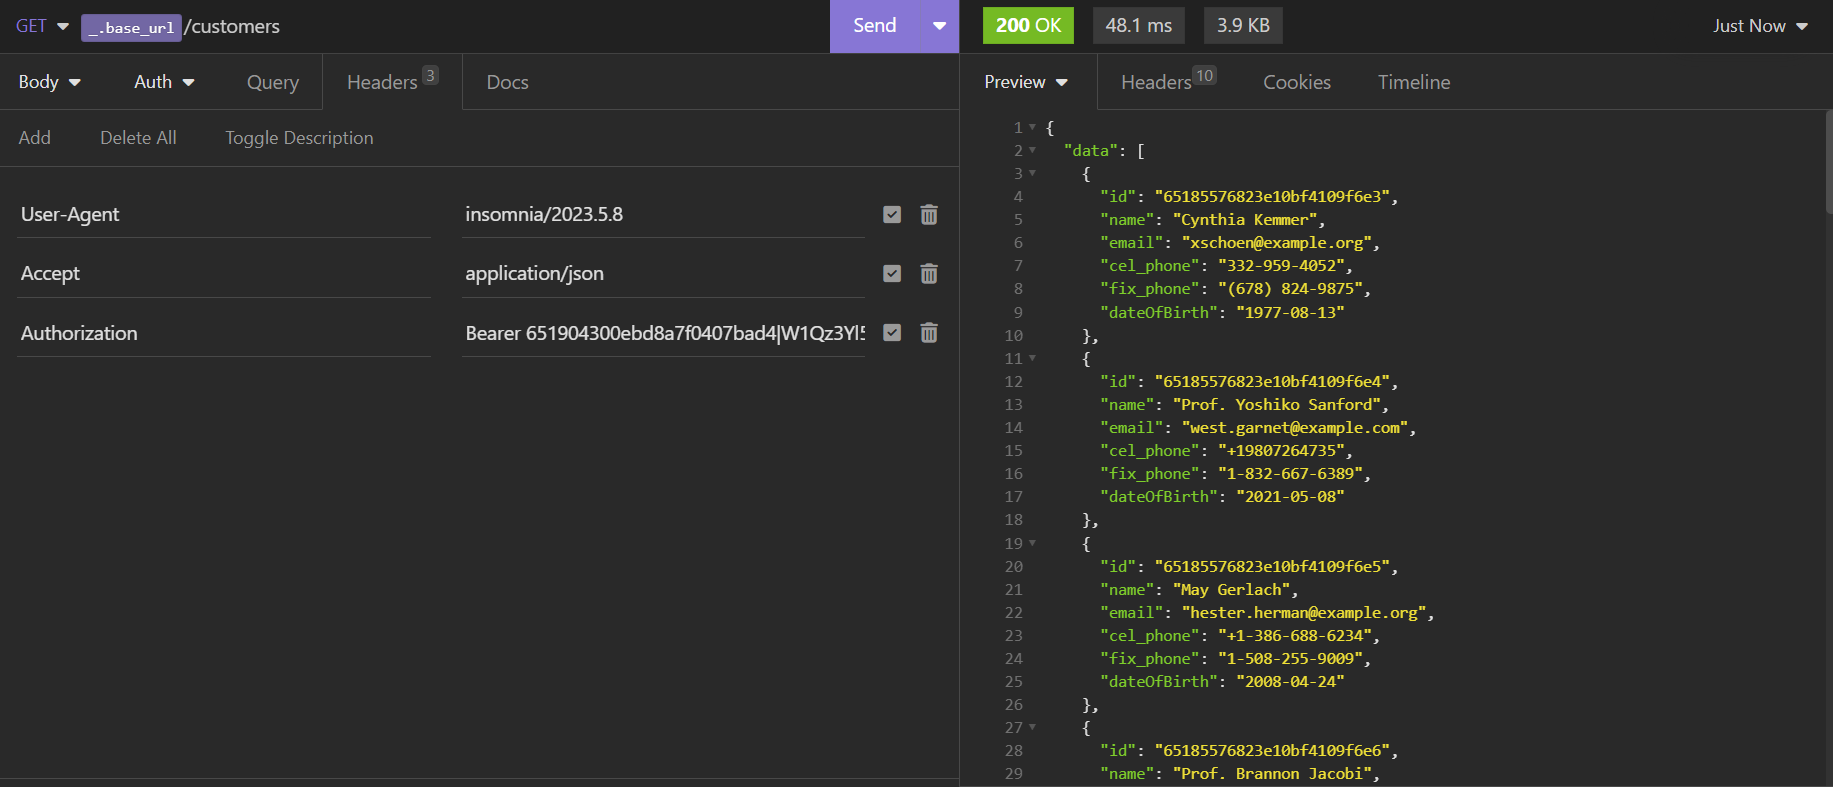 GET _.base_url /customers
Send
200 OK 48.1 ms 3.9 KB
Just Now
Body Auth Query Headers 3 Docs
Preview Headers 10 Cookies Timeline
Add Delete All Toggle Description
User-Agent insomnia/2023.5.8
Accept application/json
Authorization Bearer 651904300ebd8a7f0407bad4|W1Qz3Yl5
1 {
2 "data": [
3 {
4 "id": "65185576823e10bf4109f6e3",
5 "name": "Cynthia Kemmer",
6 "email": "xschoen@example.org",
7 "cel_phone": "332-959-4052",
8 "fix_phone": "(678) 824-9875",
9 "dateOfBirth": "1977-08-13"
10 },
11 {
12 "id": "65185576823e10bf4109f6e4",
13 "name": "Prof. Yoshiko Sanford",
14 "email": "west.garnet@example.com",
15 "cel_phone": "+19807264735",
16 "fix_phone": "1-832-667-6389",
17 "dateOfBirth": "2021-05-08"
18 },
19 {
20 "id": "65185576823e10bf4109f6e5",
21 "name": "May Gerlach",
22 "email": "hester.herman@example.org",
23 "cel_phone": "+1-386-688-6234",
24 "fix_phone": "1-508-255-9009",
25 "dateOfBirth": "2008-04-24"
26 },
27 {
28 "id": "65185576823e10bf4109f6e6",
29 "name": "Prof. Brannon Jacobi",